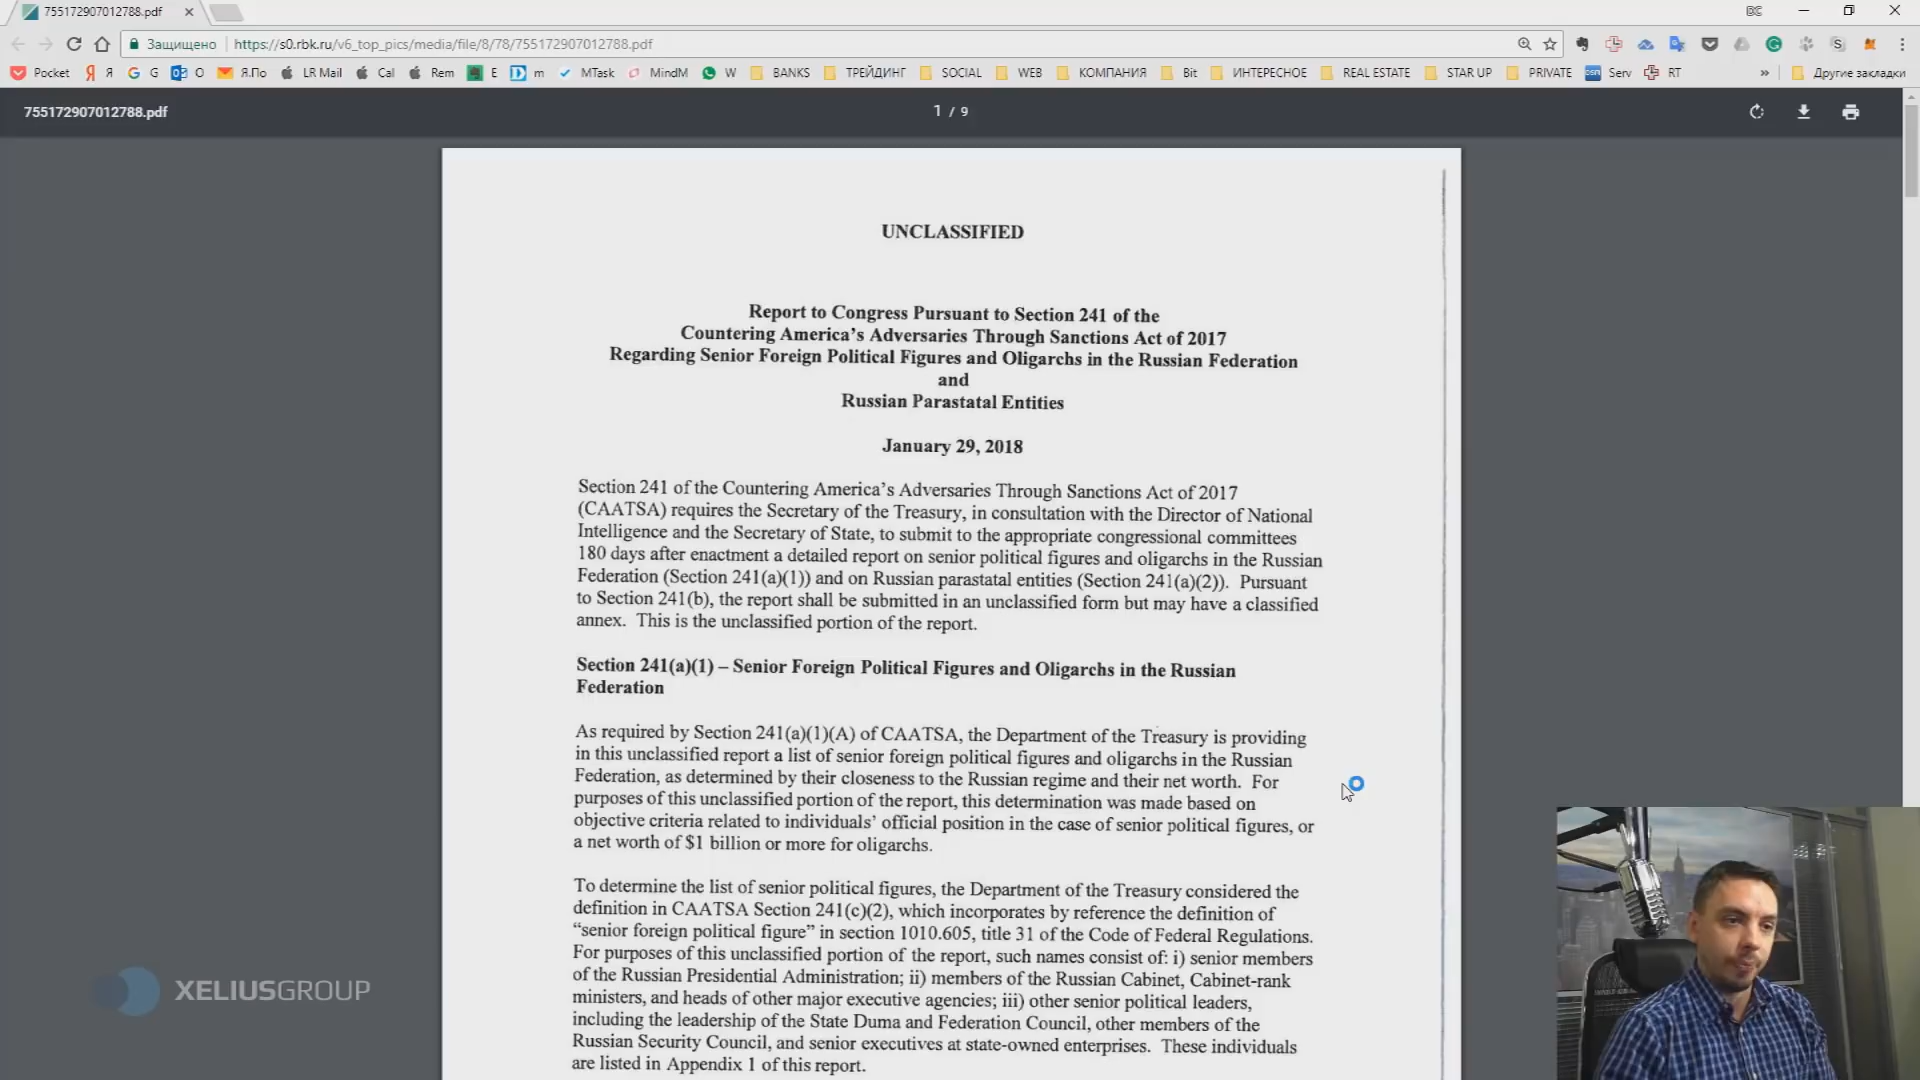 755172907012788.pdf
Защищено
https://s0.rbk.ru/v6_top_pics/media/file/8/78/755172907012788.pdf
Pocket Я G О Я.По LR Mail Cal Rem E m MTask MindM W BANKS ТРЕЙДИНГ SOCIAL WEB КОМПАНИЯ Bit ИНТЕРЕСНОЕ REAL ESTATE STAR UP PRIVATE Serv RT » Другие закладки
755172907012788.pdf
1 / 9
UNCLASSIFIED
Report to Congress Pursuant to Section 241 of the
Countering America's Adversaries Through Sanctions Act of 2017
Regarding Senior Foreign Political Figures and Oligarchs in the Russian Federation
and
Russian Parastatal Entities
January 29, 2018
Section 241 of the Countering America's Adversaries Through Sanctions Act of 2017
(CAATSA) requires the Secretary of the Treasury, in consultation with the Director of National
Intelligence and the Secretary of State, to submit to the appropriate congressional committees
180 days after enactment a detailed report on senior political figures and oligarchs in the Russian
Federation (Section 241(a)(1)) and on Russian parastatal entities (Section 241(a)(2)). Pursuant
to Section 241(b), the report shall be submitted in an unclassified form but may have a classified
annex. This is the unclassified portion of the report.
Section 241(a)(1) – Senior Foreign Political Figures and Oligarchs in the Russian
Federation
As required by Section 241(a)(1)(A) of CAATSA, the Department of the Treasury is providing
in this unclassified report a list of senior foreign political figures and oligarchs in the Russian
Federation, as determined by their closeness to the Russian regime and their net worth. For
purposes of this unclassified portion of the report, this determination was made based on
objective criteria related to individuals' official position in the case of senior political figures, or
a net worth of $1 billion or more for oligarchs.
To determine the list of senior political figures, the Department of the Treasury considered the
definition in CAATSA Section 241(c)(2), which incorporates by reference the definition of
“senior foreign political figure” in section 1010.605, title 31 of the Code of Federal Regulations.
For purposes of this unclassified portion of the report, such names consist of: i) senior members
of the Russian Presidential Administration; ii) members of the Russian Cabinet, Cabinet-rank
ministers, and heads of other major executive agencies; iii) other senior political leaders,
including the leadership of the State Duma and Federation Council, other members of the
Russian Security Council, and senior executives at state-owned enterprises. These individuals
are listed in Appendix 1 of this report.
XELIUSGROUP